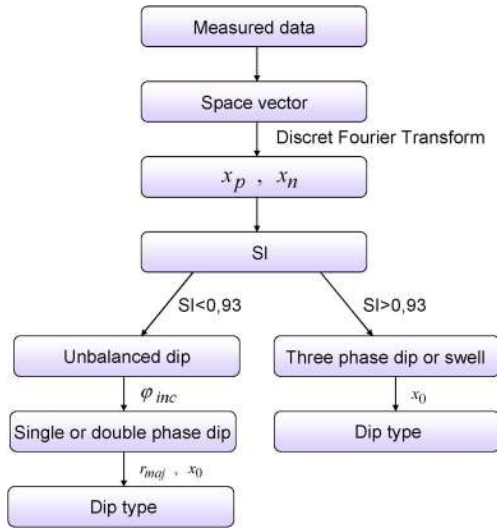 Measured data
Space vector
Discret Fourier Transform
x_p , x_n
SI
SI<0,93
SI>0,93
Unbalanced dip
Three phase dip or swell
φ_inc
x_0
Single or double phase dip
Dip type
r_maj , x_0
Dip type